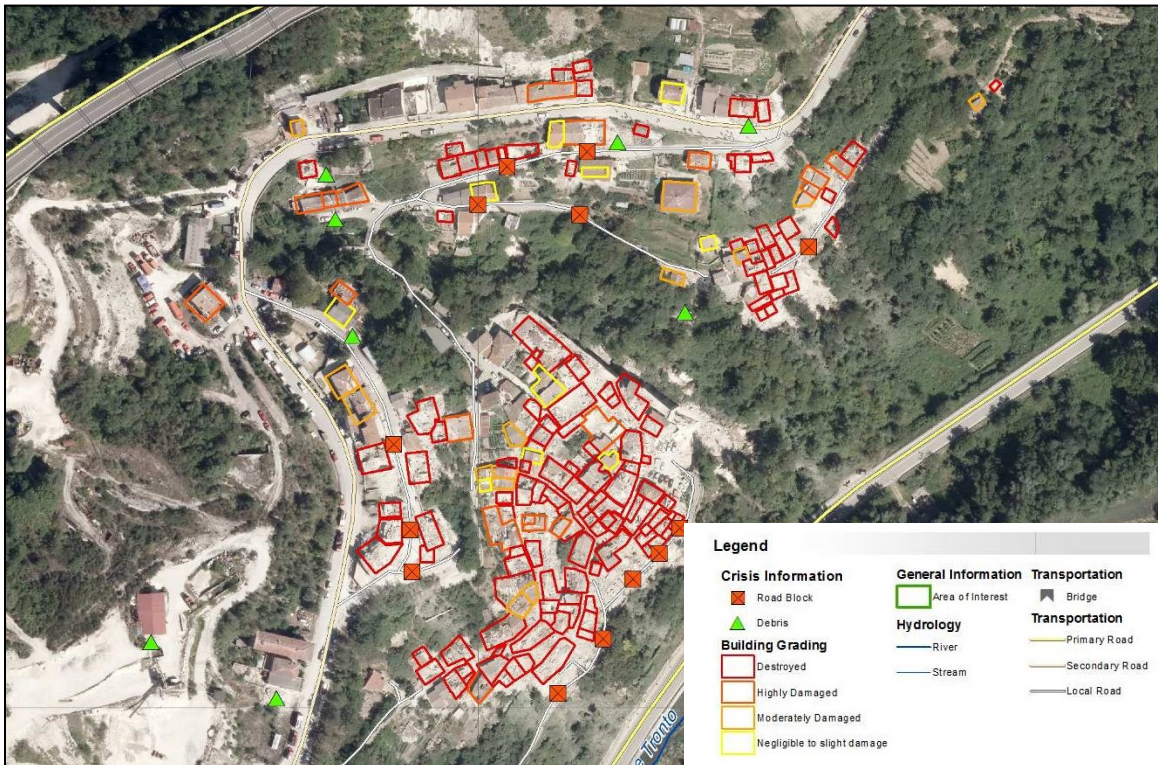 Legend
Crisis Information
Road Block
Debris
Building Grading
Destroyed
Highly Damaged
Moderately Damaged
Negligible to slight damage
General Information
Area of Interest
Hydrology
River
Stream
Transportation
Bridge
Transportation
Primary Road
Secondary Road
Local Road
Tronto